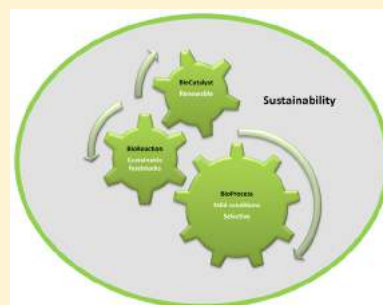 BioCatalyst
Renewable
Sustainability
BioReaction
Sustainable
feedstocks
BioProcess
Mild conditions
Selective